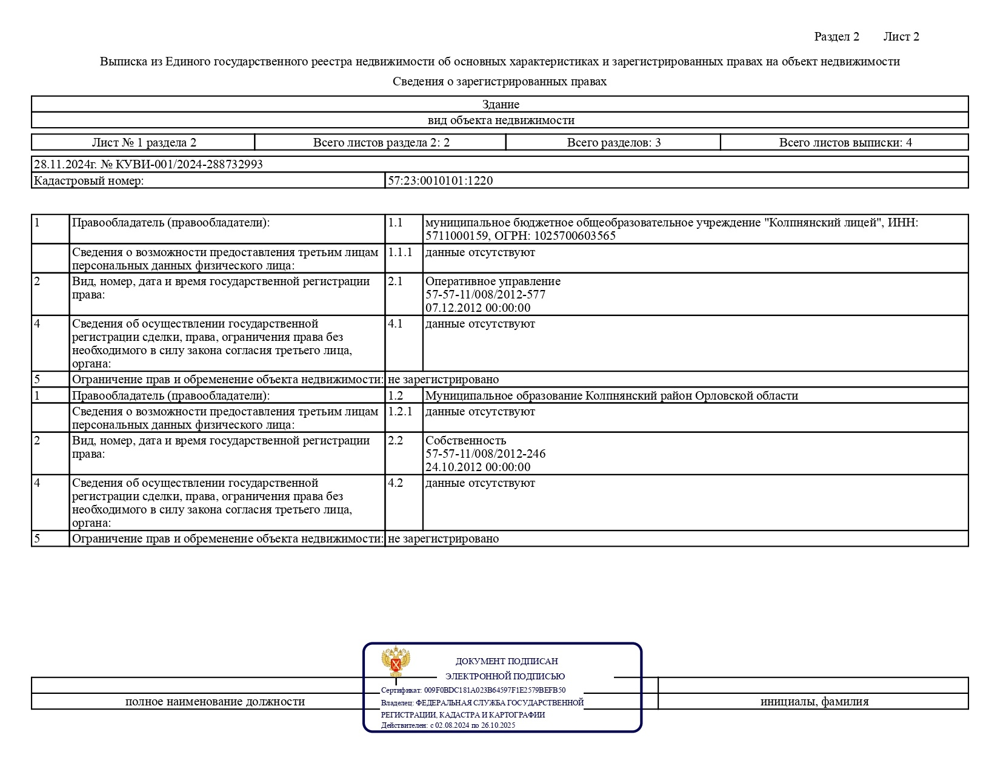 Раздел 2 Лист 2
Выписка из Единого государственного реестра недвижимости об основных характеристиках и зарегистрированных правах на объект недвижимости
Сведения о зарегистрированных правах
Здание
вид объекта недвижимости
Лист № 1 раздела 2 Всего листов раздела 2: 2 Всего разделов: 3 Всего листов выписки: 4
28.11.2024г. № КУВИ-001/2024-288732993
Кадастровый номер: 57:23:0010101:1220
1 Правообладатель (правообладатели): 1.1 муниципальное бюджетное общеобразовательное учреждение "Колпнянский лицей", ИНН:
5711000159, ОГРН: 1025700603565
Сведения о возможности предоставления третьим лицам 1.1.1 данные отсутствуют
персональных данных физического лица:
2 Вид, номер, дата и время государственной регистрации 2.1 Оперативное управление
права: 57-57-11/008/2012-577
07.12.2012 00:00:00
4 Сведения об осуществлении государственной 4.1 данные отсутствуют
регистрации сделки, права, ограничения права без
необходимого в силу закона согласия третьего лица,
органа:
5 Ограничение прав и обременение объекта недвижимости: не зарегистрировано
1 Правообладатель (правообладатели): 1.2 Муниципальное образование Колпнянский район Орловской области
Сведения о возможности предоставления третьим лицам 1.2.1 данные отсутствуют
персональных данных физического лица:
2 Вид, номер, дата и время государственной регистрации 2.2 Собственность
права: 57-57-11/008/2012-246
24.10.2012 00:00:00
4 Сведения об осуществлении государственной 4.2 данные отсутствуют
регистрации сделки, права, ограничения права без
необходимого в силу закона согласия третьего лица,
органа:
5 Ограничение прав и обременение объекта недвижимости: не зарегистрировано
ДОКУМЕНТ ПОДПИСАН
ЭЛЕКТРОННОЙ ПОДПИСЬЮ
Сертификат: 009F0BDC181A023B64597F1E2579BEFB50
Владелец: ФЕДЕРАЛЬНАЯ СЛУЖБА ГОСУДАРСТВЕННОЙ
РЕГИСТРАЦИИ, КАДАСТРА И КАРТОГРАФИИ
Действителен: с 02.08.2024 по 26.10.2025
полное наименование должности инициалы, фамилия